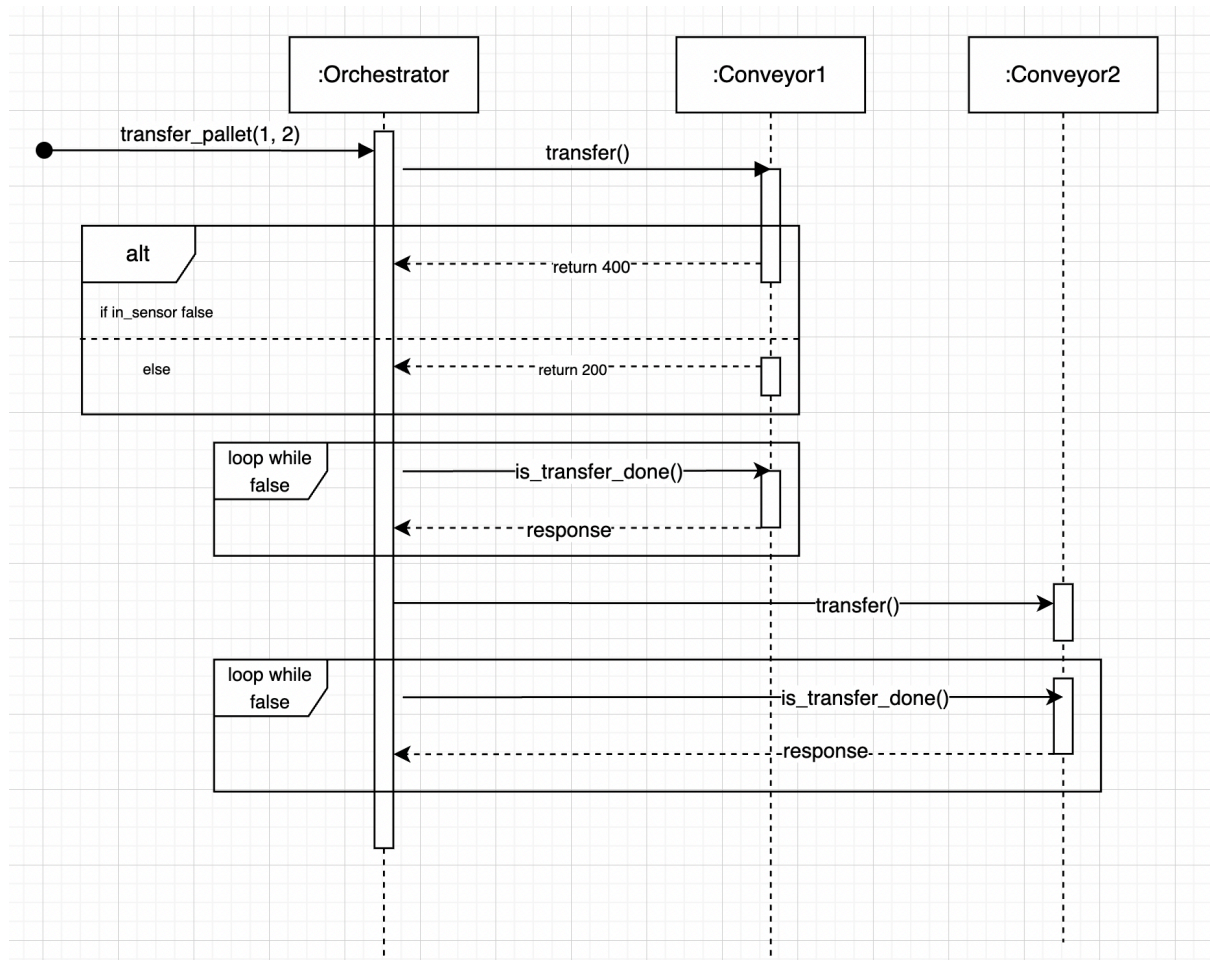 :Orchestrator
:Conveyor1
:Conveyor2
transfer_pallet(1, 2)
transfer()
alt
return 400
if in_sensor false
else
return 200
loop while
false
is_transfer_done()
response
transfer()
loop while
false
is_transfer_done()
response